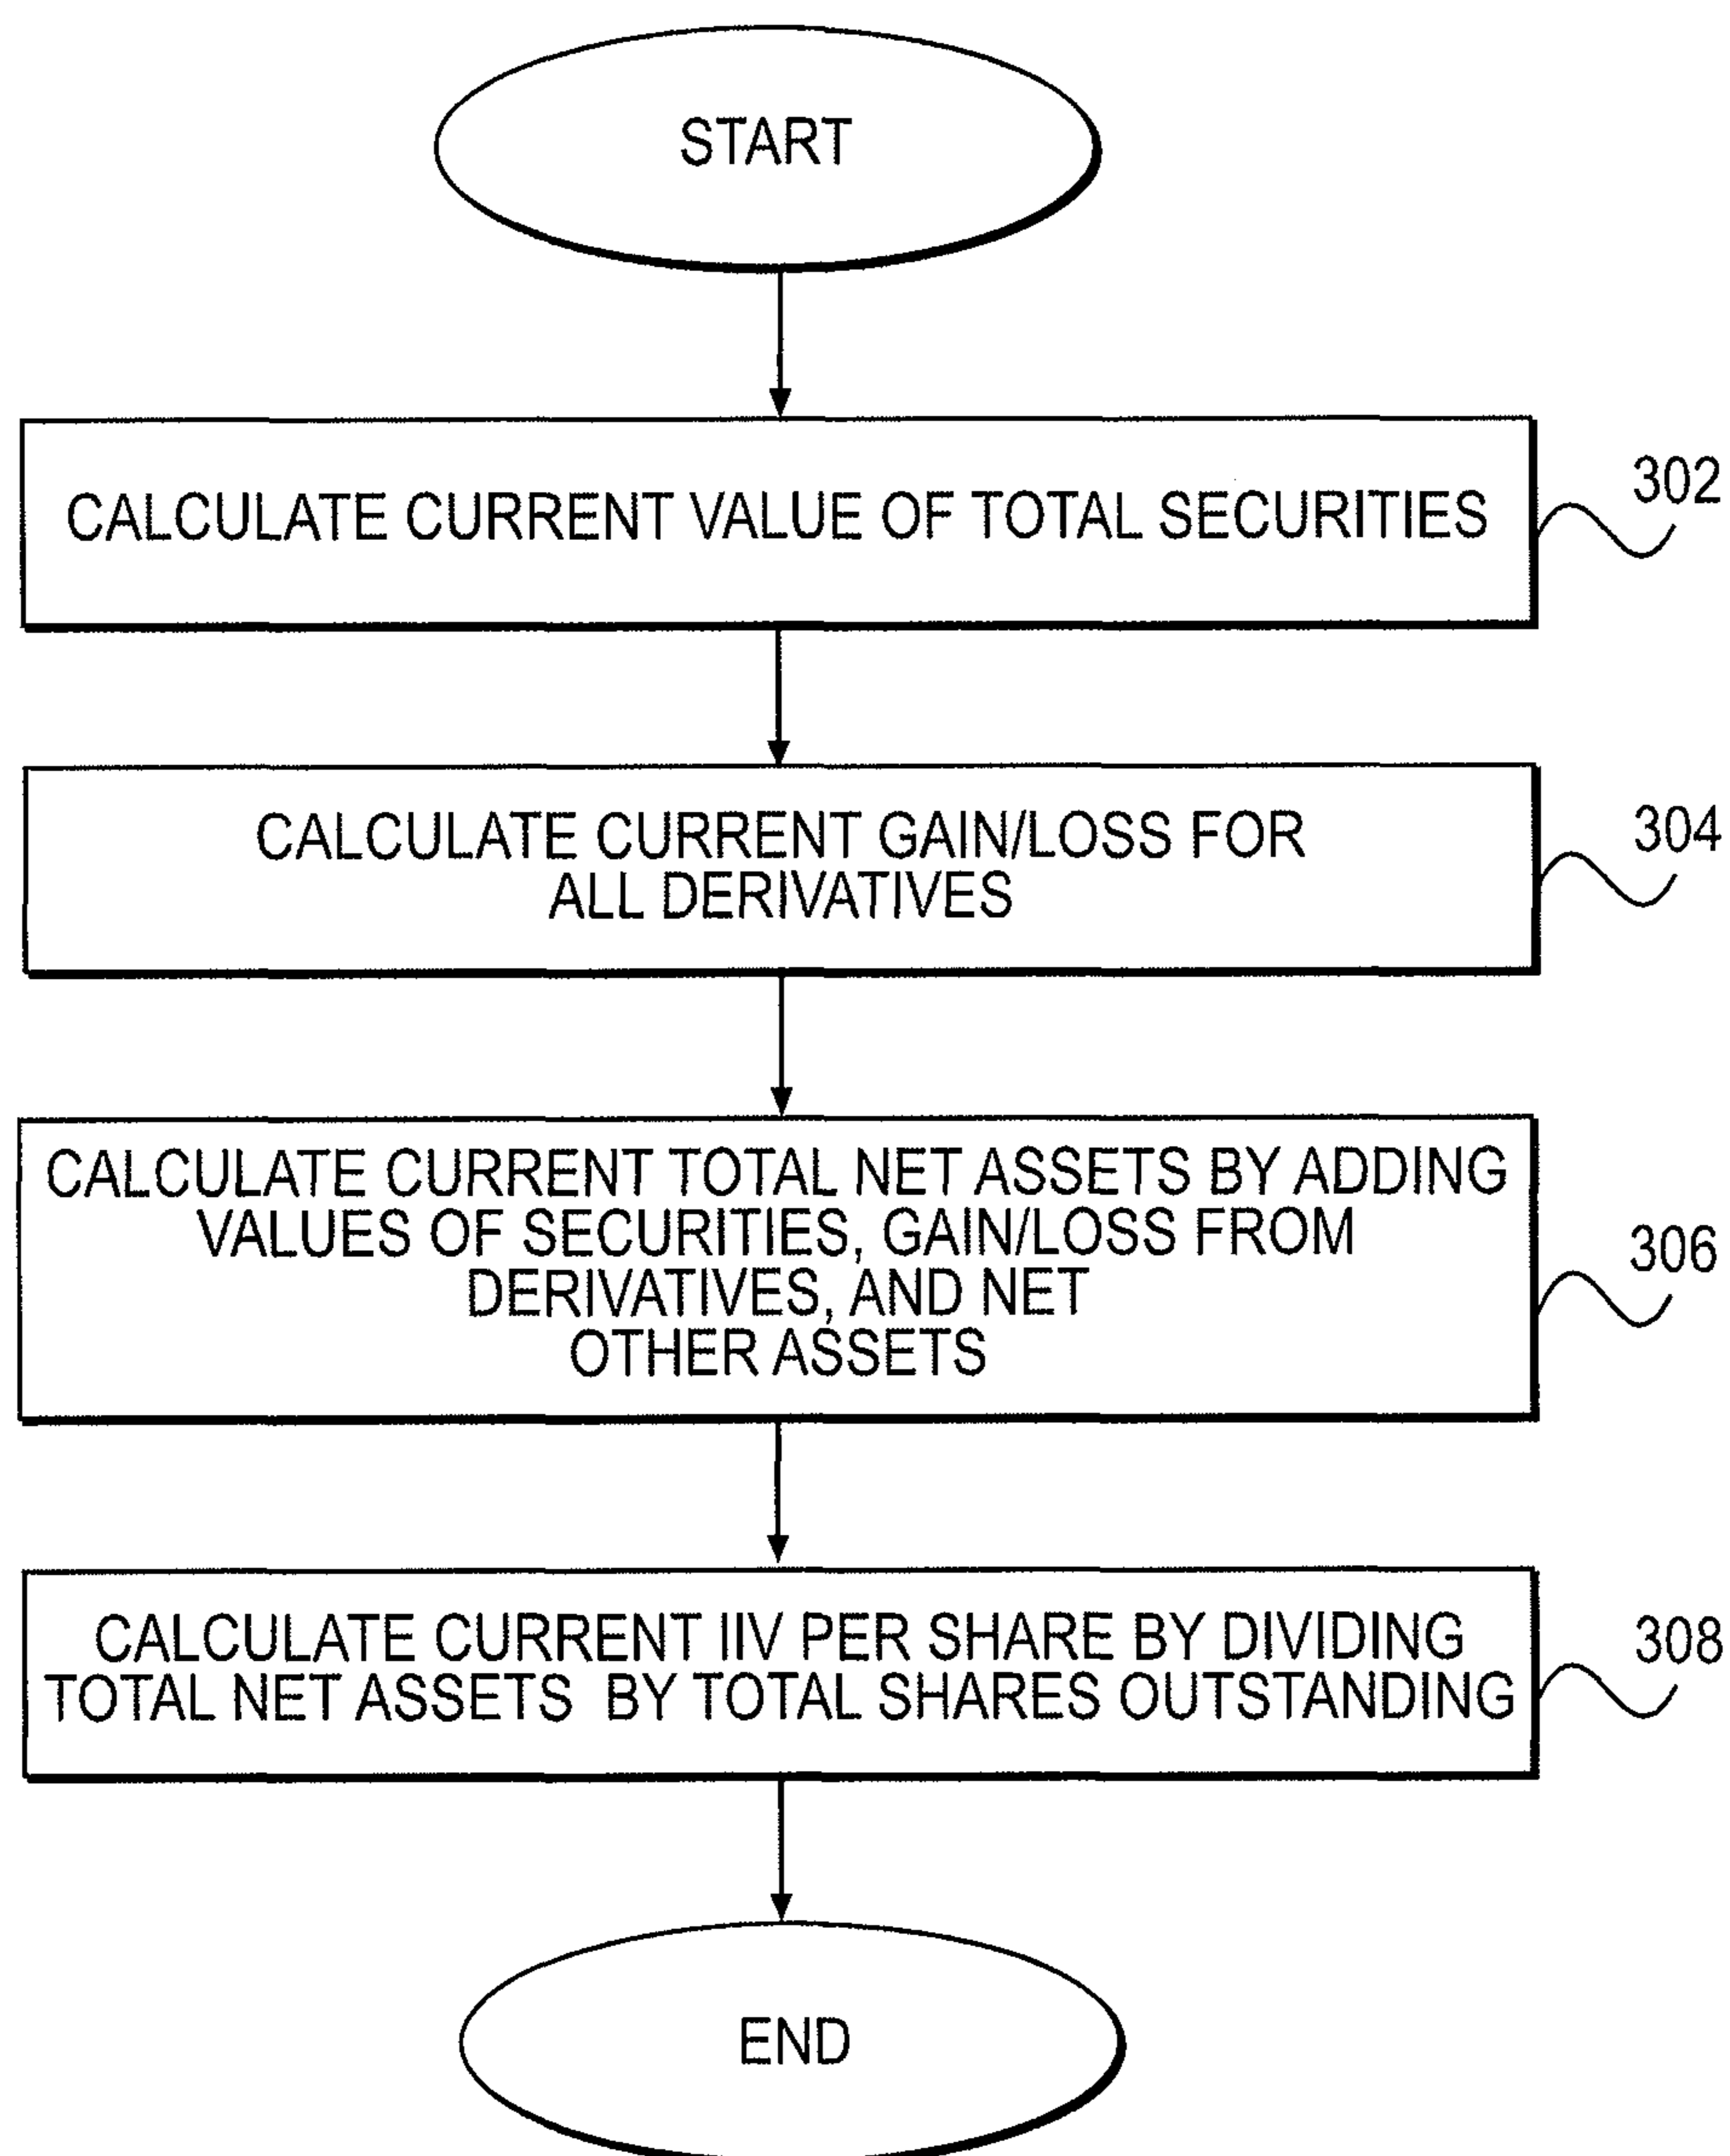 START
CALCULATE CURRENT VALUE OF TOTAL SECURITIES
302
CALCULATE CURRENT GAIN/LOSS FOR
ALL DERIVATIVES
304
CALCULATE CURRENT TOTAL NET ASSETS BY ADDING
VALUES OF SECURITIES, GAIN/LOSS FROM
DERIVATIVES, AND NET
OTHER ASSETS
306
CALCULATE CURRENT IIV PER SHARE BY DIVIDING
TOTAL NET ASSETS BY TOTAL SHARES OUTSTANDING
308
END